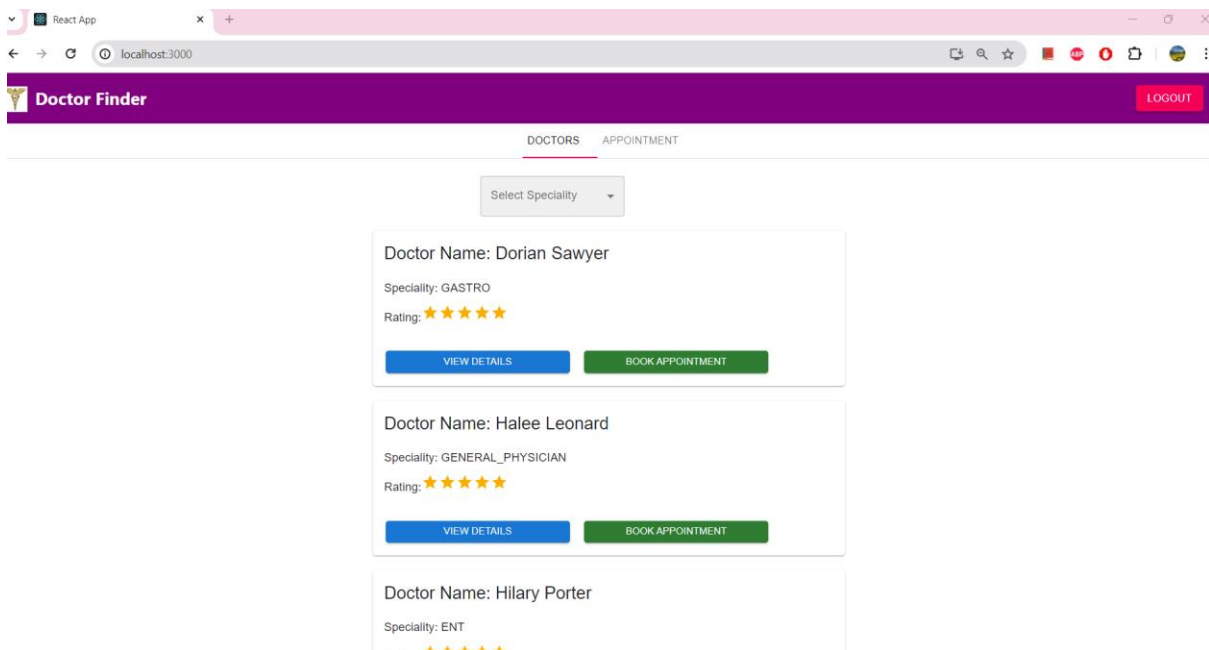 React App
localhost:3000
ABP
Doctor Finder
LOGOUT
DOCTORS APPOINTMENT
Select Speciality
Doctor Name: Dorian Sawyer
Speciality: GASTRO
Rating:
VIEW DETAILS BOOK APPOINTMENT
Doctor Name: Halee Leonard
Speciality: GENERAL_PHYSICIAN
Rating:
VIEW DETAILS BOOK APPOINTMENT
Doctor Name: Hilary Porter
Speciality: ENT